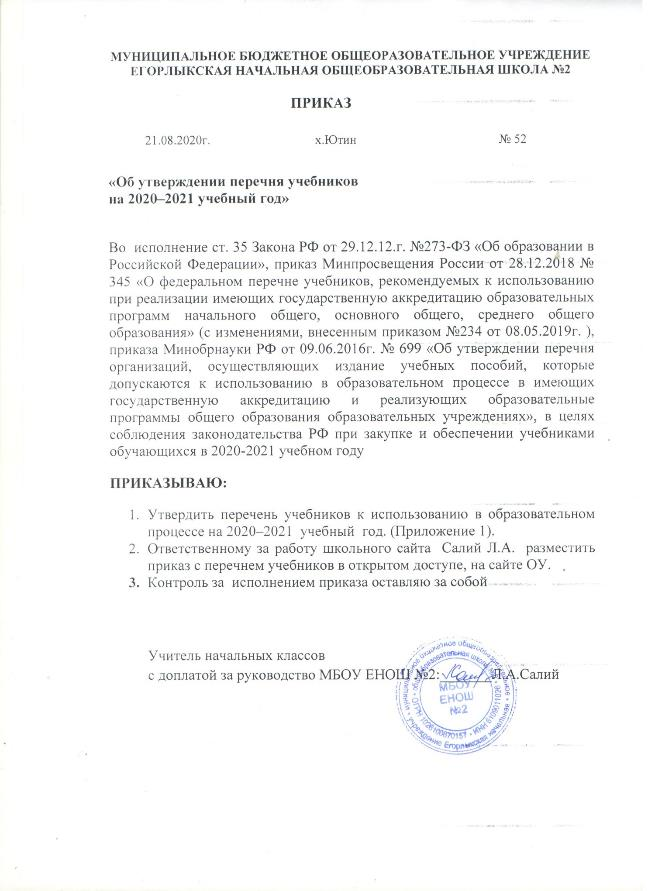 МУНИЦИПАЛЬНОЕ БЮДЖЕТНОЕ ОБЩЕОРАЗОВАТЕЛЬНОЕ УЧРЕЖДЕНИЕ
ЕГОРЛЫКСКАЯ НАЧАЛЬНАЯ ОБЩЕОБРАЗОВАТЕЛЬНАЯ ШКОЛА №2
ПРИКАЗ
21.08.2020г. х.Ютин № 52
«Об утверждении перечня учебников
на 2020–2021 учебный год»
Во исполнение ст. 35 Закона РФ от 29.12.12.г. №273-ФЗ «Об образовании в
Российской Федерации», приказ Минпросвещения России от 28.12.2018 №
345 «О федеральном перечне учебников, рекомендуемых к использованию
при реализации имеющих государственную аккредитацию образовательных
программ начального общего, основного общего, среднего общего
образования» (с изменениями, внесенным приказом №234 от 08.05.2019г. ),
приказа Минобрнауки РФ от 09.06.2016г. № 699 «Об утверждении перечня
организаций, осуществляющих издание учебных пособий, которые
допускаются к использованию в образовательном процессе в имеющих
государственную аккредитацию и реализующих образовательные
программы общего образования образовательных учреждениях», в целях
соблюдения законодательства РФ при закупке и обеспечении учебниками
обучающихся в 2020-2021 учебном году
ПРИКАЗЫВАЮ:
1. Утвердить перечень учебников к использованию в образовательном
процессе на 2020–2021 учебный год. (Приложение 1).
2. Ответственному за работу школьного сайта Салий Л.А. разместить
приказ с перечнем учебников в открытом доступе, на сайте ОУ.
3. Контроль за исполнением приказа оставляю за собой
Учитель начальных классов
с доплатой за руководство МБОУ ЕНОШ №2: Л.А.Салий
МБОУ
ЕНОШ
№2